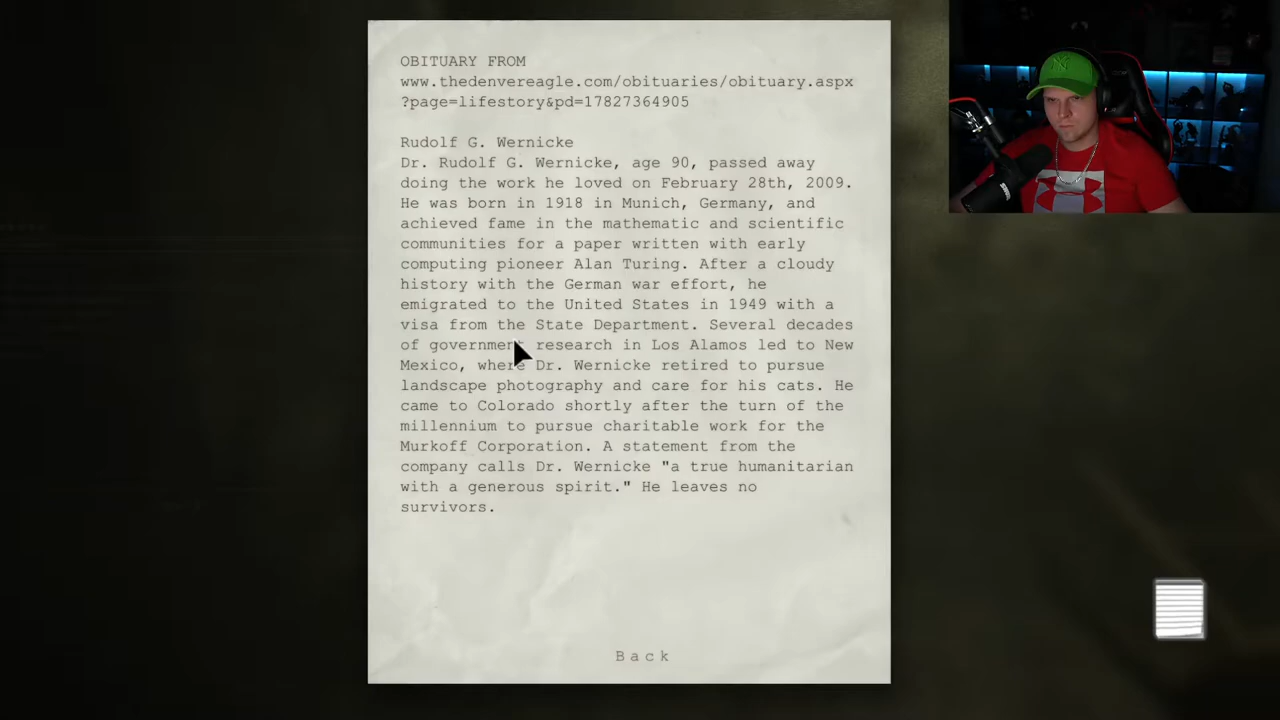 OBITUARY FROM
www.thedenvereagle.com/obituaries/obituary.aspx
?page=lifestory&pd=17827364905
Rudolf G. Wernicke
Dr. Rudolf G. Wernicke, age 90, passed away
doing the work he loved on February 28th, 2009.
He was born in 1918 in Munich, Germany, and
achieved fame in the mathematic and scientific
communities for a paper written with early
computing pioneer Alan Turing. After a cloudy
history with the German war effort, he
emigrated to the United States in 1949 with a
visa from the State Department. Several decades
of government research in Los Alamos led to New
Mexico, where Dr. Wernicke retired to pursue
landscape photography and care for his cats. He
came to Colorado shortly after the turn of the
millennium to pursue charitable work for the
Murkoff Corporation. A statement from the
company calls Dr. Wernicke "a true humanitarian
with a generous spirit." He leaves no
survivors.
Back